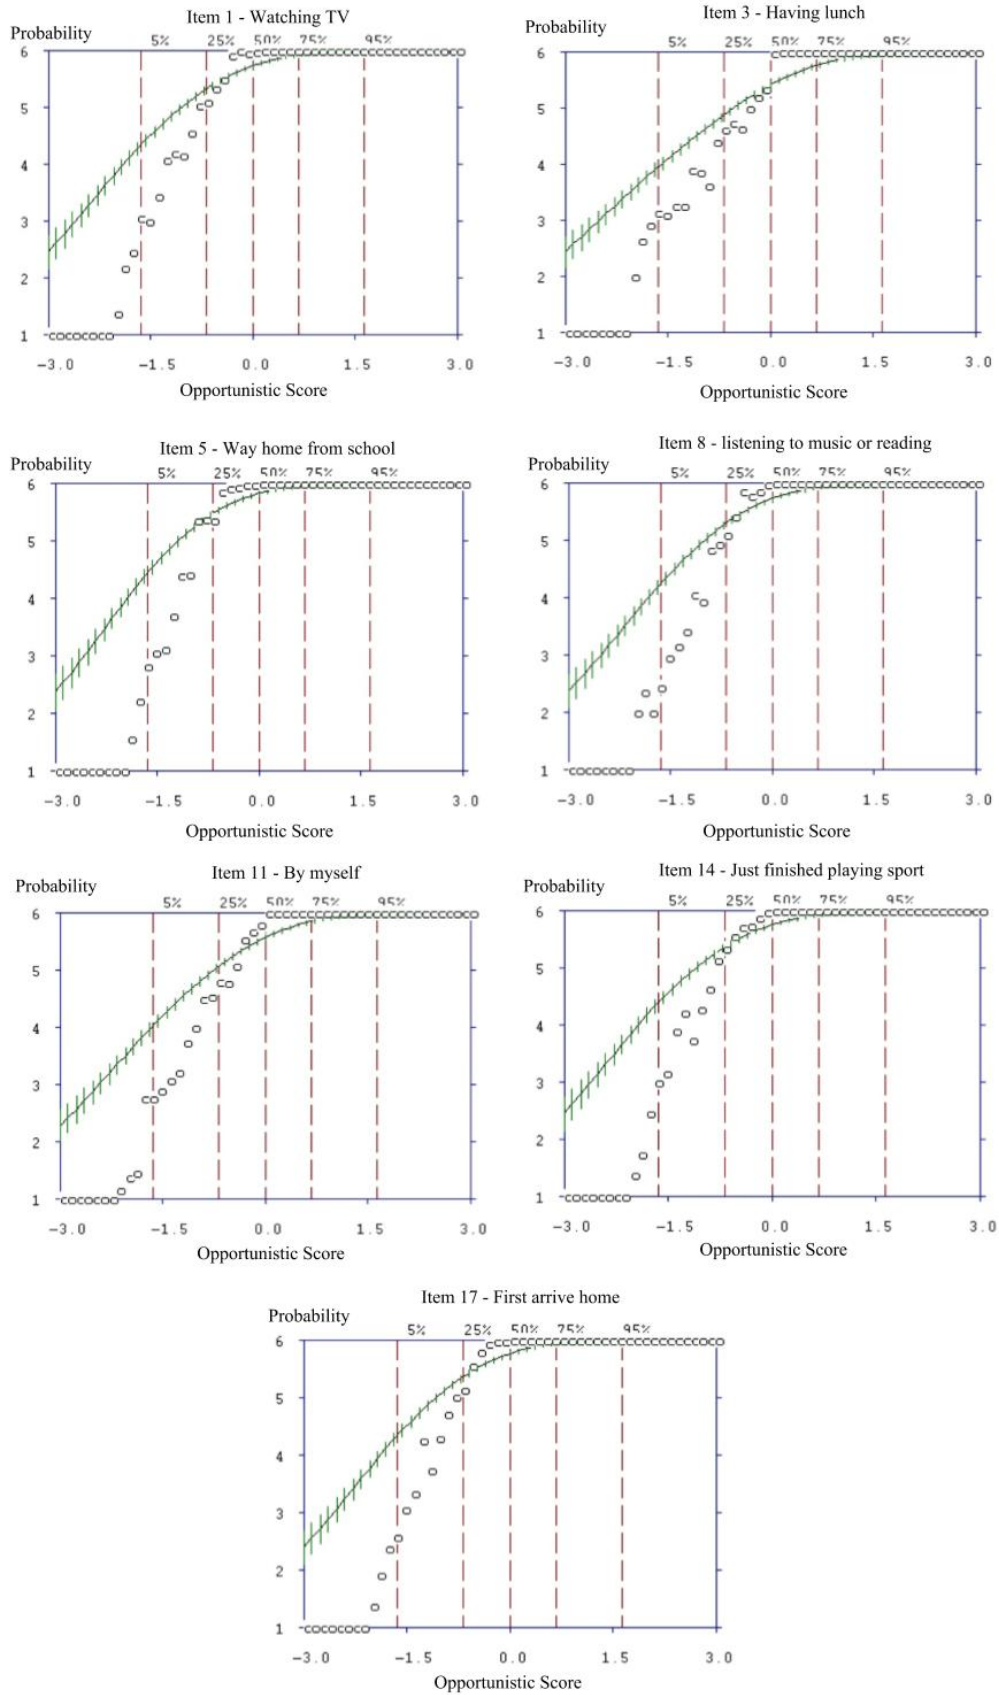 Item 1 - Watching TV
Probability
5% 25% 50% 75% 95%
6
5
4
3
2
1
-3.0 -1.5 0.0 1.5 3.0
Opportunistic Score
Item 3 - Having lunch
Probability
5% 25% 50% 75% 95%
6
5
4
3
2
1
-3.0 -1.5 0.0 1.5 3.0
Opportunistic Score
Item 5 - Way home from school
Probability
5% 25% 50% 75% 95%
6
5
4
3
2
1
-3.0 -1.5 0.0 1.5 3.0
Opportunistic Score
Item 8 - listening to music or reading
Probability
5% 25% 50% 75% 95%
6
5
4
3
2
1
-3.0 -1.5 0.0 1.5 3.0
Opportunistic Score
Item 11 - By myself
Probability
5% 25% 50% 75% 95%
6
5
4
3
2
1
-3.0 -1.5 0.0 1.5 3.0
Opportunistic Score
Item 14 - Just finished playing sport
Probability
5% 25% 50% 75% 95%
6
5
4
3
2
1
-3.0 -1.5 0.0 1.5 3.0
Opportunistic Score
Item 17 - First arrive home
Probability
5% 25% 50% 75% 95%
6
5
4
3
2
1
-3.0 -1.5 0.0 1.5 3.0
Opportunistic Score